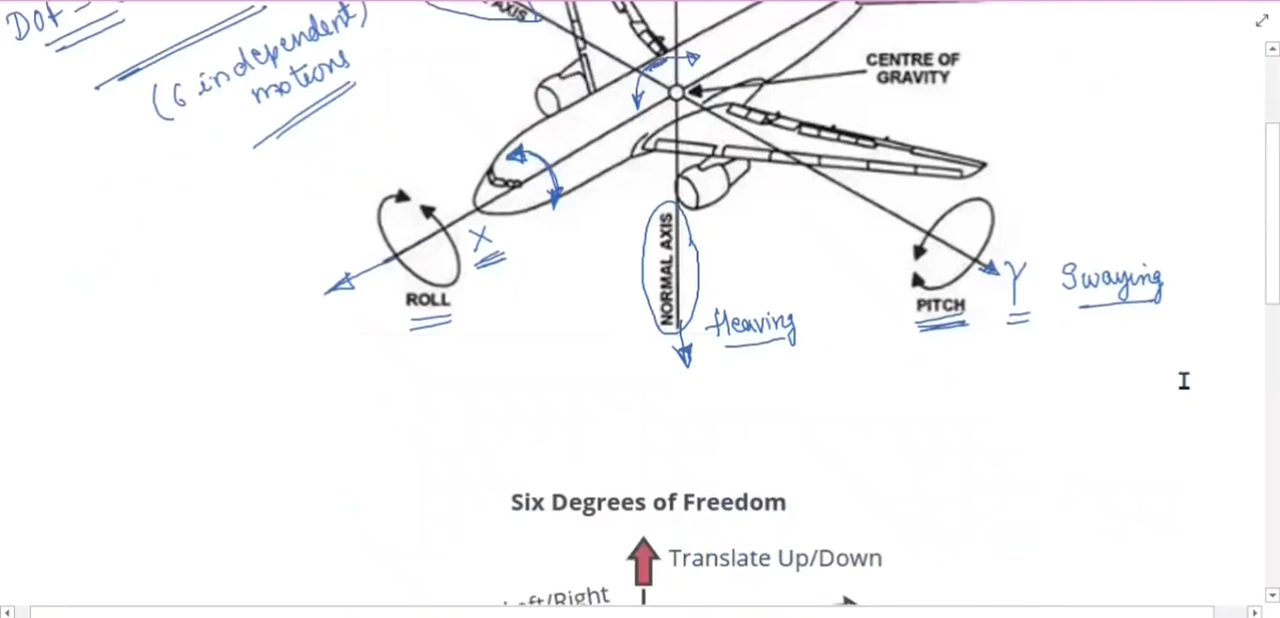 DOF -
(6 independent)
motions
AXIS
CENTRE OF
GRAVITY
X
ROLL
NORMAL AXIS
Heaving
PITCH
Y Swaying
Six Degrees of Freedom
Translate Up/Down
Left/Right